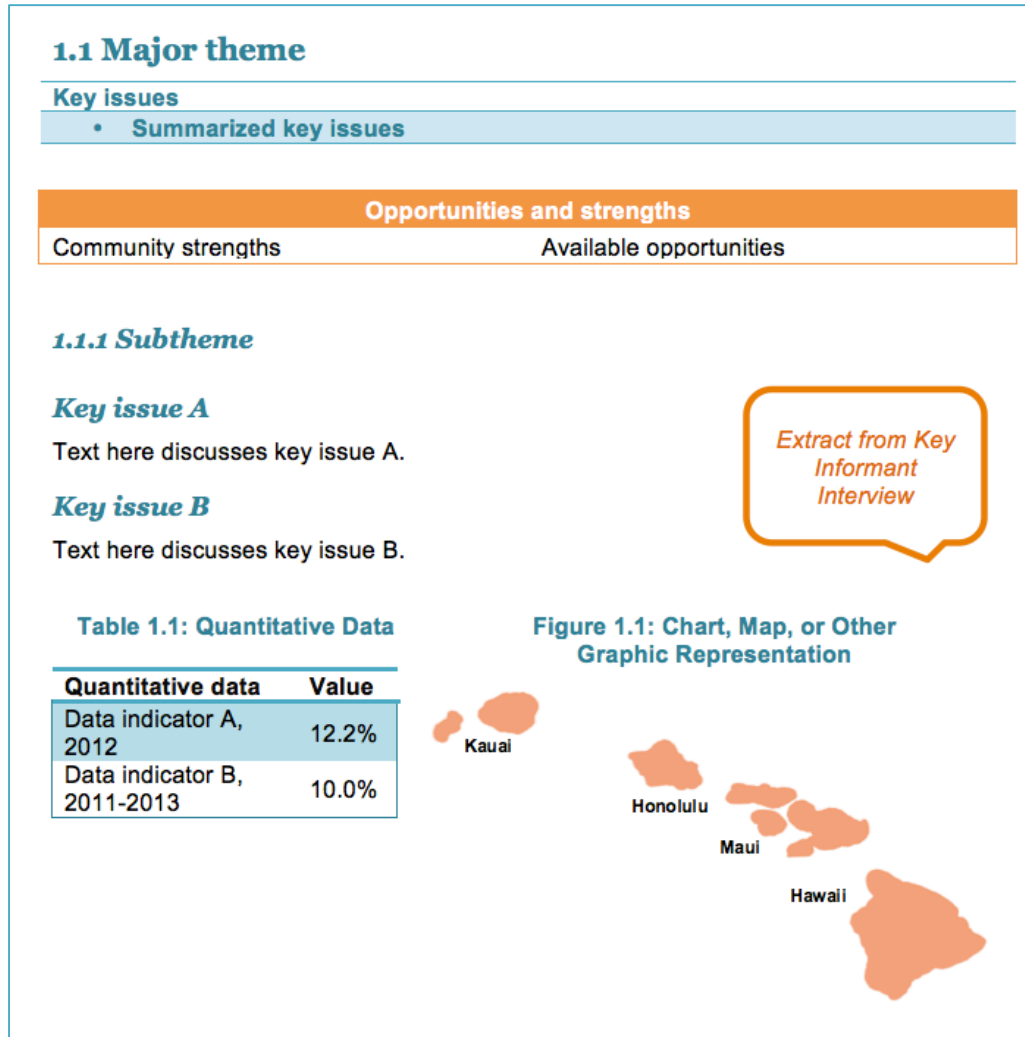 1.1 Major theme
Key issues
• Summarized key issues
Opportunities and strengths
Community strengths Available opportunities
1.1.1 Subtheme
Key issue A
Text here discusses key issue A.
Key issue B
Text here discusses key issue B.
Extract from Key
Informant
Interview
Table 1.1: Quantitative Data
Quantitative data Value
Data indicator A,
2012 12.2%
Data indicator B,
2011-2013 10.0%
Figure 1.1: Chart, Map, or Other
Graphic Representation
Kauai
Honolulu
Maui
Hawaii